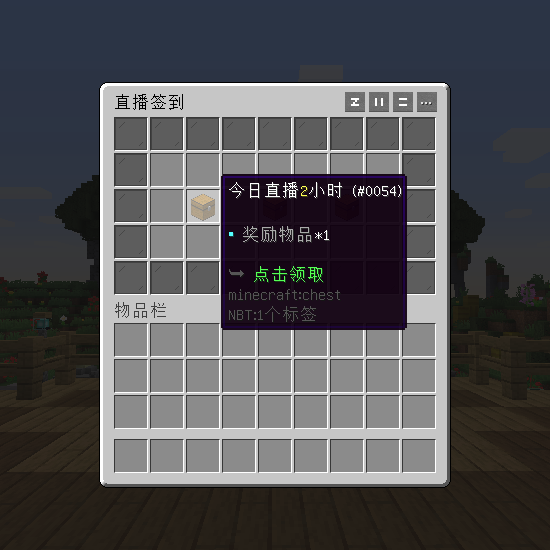 直播签到
今日直播2小时 (#0054)
▪ 奖励物品*1
➥ 点击领取
minecraft:chest
NBT:1个标签
物品栏